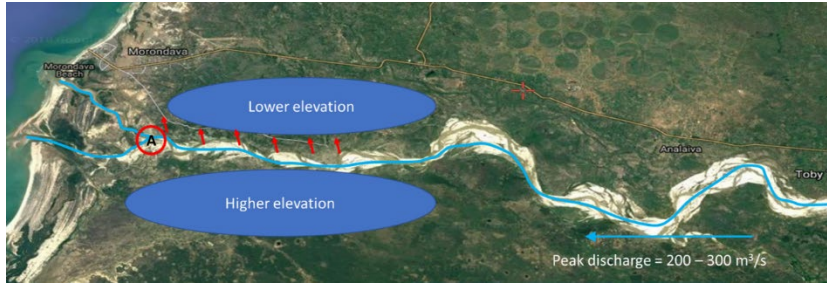 Morondava
Morondava
Beach
Lower elevation
A
Analaiva
Toby
Higher elevation
Peak discharge = 200 – 300 m³/s